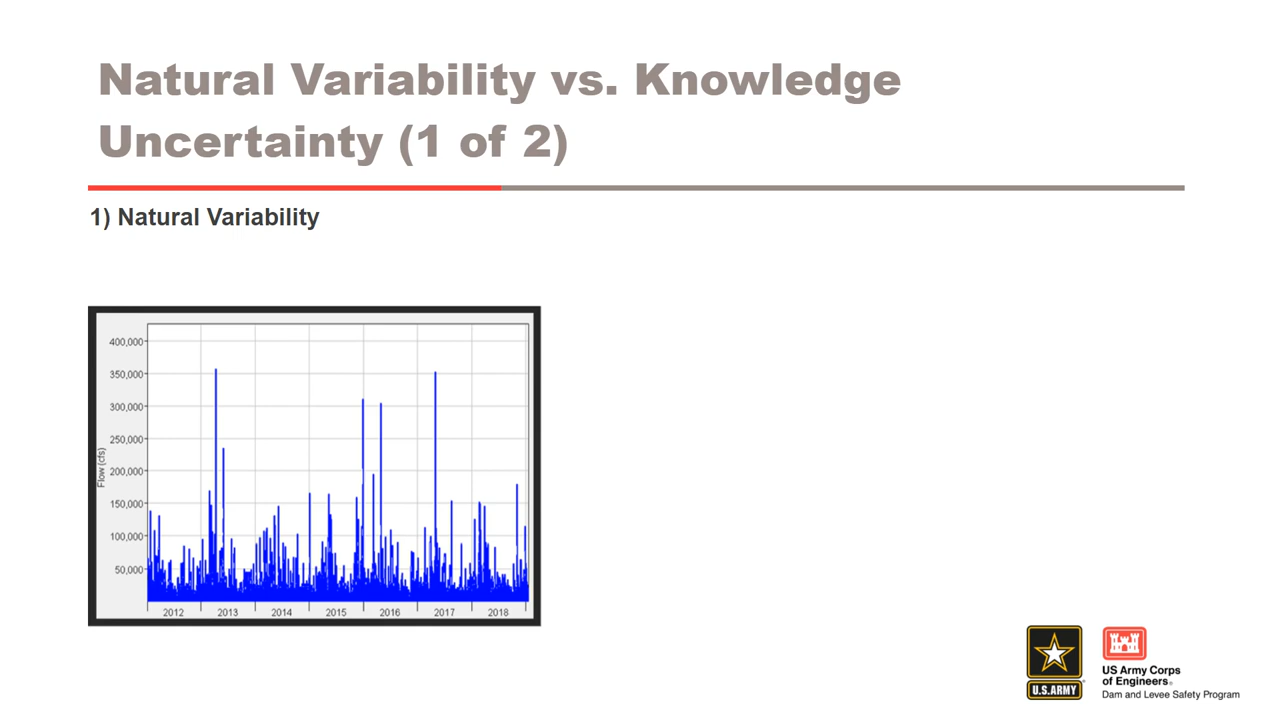 Natural Variability vs. Knowledge
Uncertainty (1 of 2)
1) Natural Variability
400,000
350,000
300,000
250,000
200,000
150,000
100,000
50,000
Flow (cfs)
2012 2013 2014 2015 2016 2017 2018
U.S.ARMY
US Army Corps
of Engineers®
Dam and Levee Safety Program